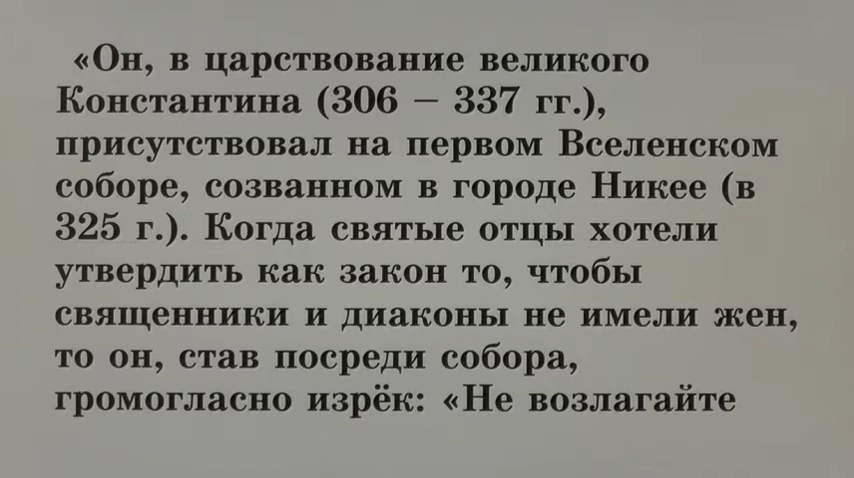 «Он, в царствование великого
Константина (306 – 337 гг.),
присутствовал на первом Вселенском
соборе, созванном в городе Никее (в
325 г.). Когда святые отцы хотели
утвердить как закон то, чтобы
священники и диаконы не имели жен,
то он, став посреди собора,
громогласно изрёк: «Не возлагайте